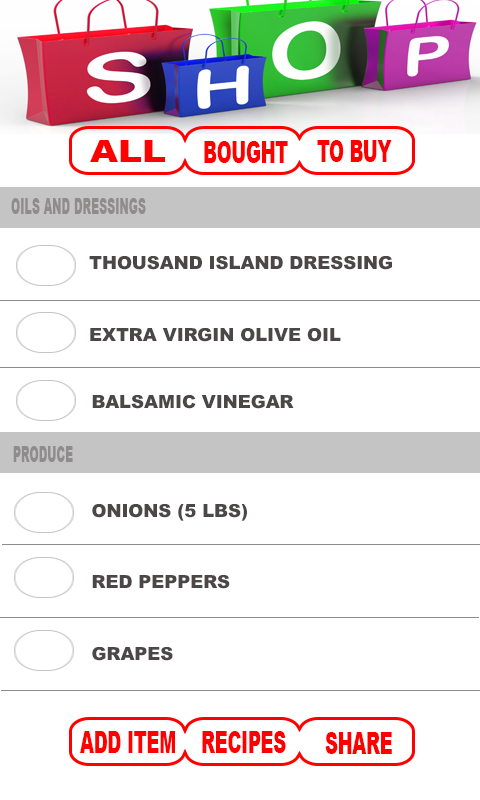 SHOP
ALL BOUGHT TO BUY
OILS AND DRESSINGS
THOUSAND ISLAND DRESSING
EXTRA VIRGIN OLIVE OIL
BALSAMIC VINEGAR
PRODUCE
ONIONS (5 LBS)
RED PEPPERS
GRAPES
ADD ITEM RECIPES SHARE